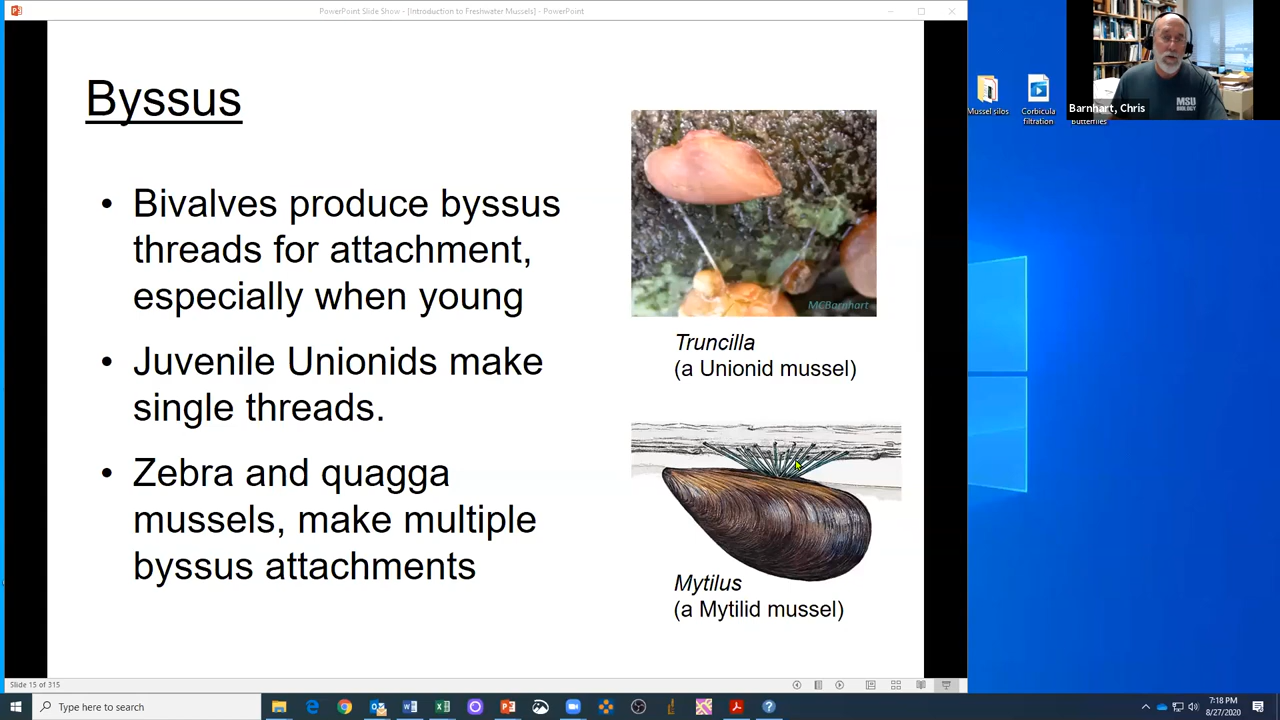 PowerPoint Slide Show - [Introduction to Freshwater Mussels] - PowerPoint
Byssus
• Bivalves produce byssus
threads for attachment,
especially when young
• Juvenile Unionids make
single threads.
• Zebra and quagga
mussels, make multiple
byssus attachments
MCBarnhart
Truncilla
(a Unionid mussel)
Mytilus
(a Mytilid mussel)
Slide 15 of 315
MSU
BIOLOGY
Barnhart, Chris
Mussel silos
Corbicula
filtration
Butterflies
Type here to search
7:18 PM
8/27/2020